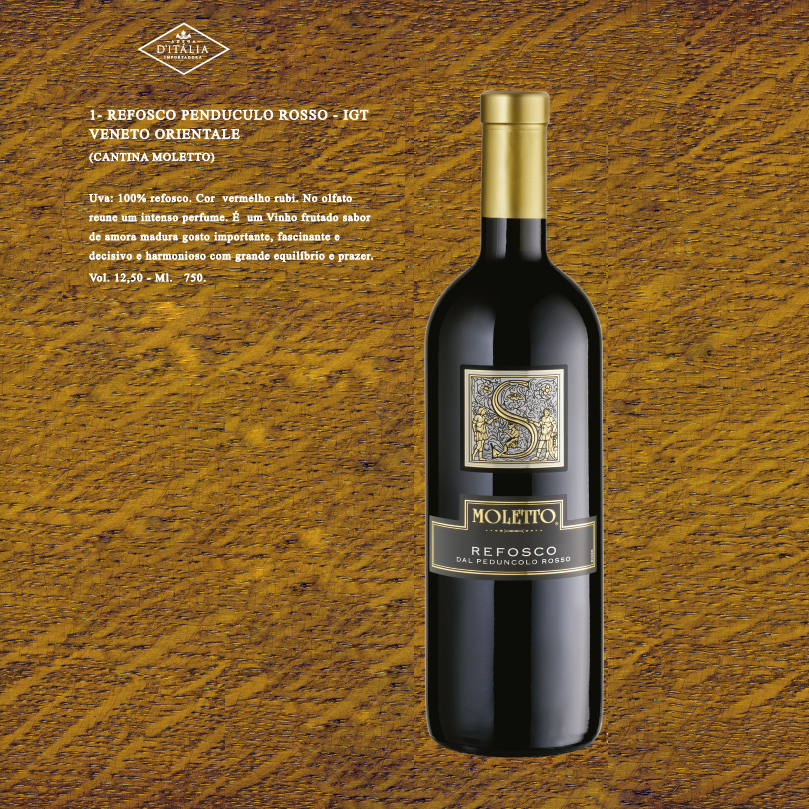 ADEGA
D'ITÁLIA
IMPORTADORA
1- REFOSCO PENDUCULO ROSSO - IGT
VENETO ORIENTALE
(CANTINA MOLETTO)
Uva: 100% refosco. Cor vermelho rubi. No olfato
reune um intenso perfume. É um Vinho frutado sabor
de amora madura gosto importante, fascinante e
decisivo e harmonioso com grande equilíbrio e prazer.
Vol. 12,50 - Ml. 750.
S
MOLETTO
REFOSCO
DAL PEDUNCOLO ROSSO